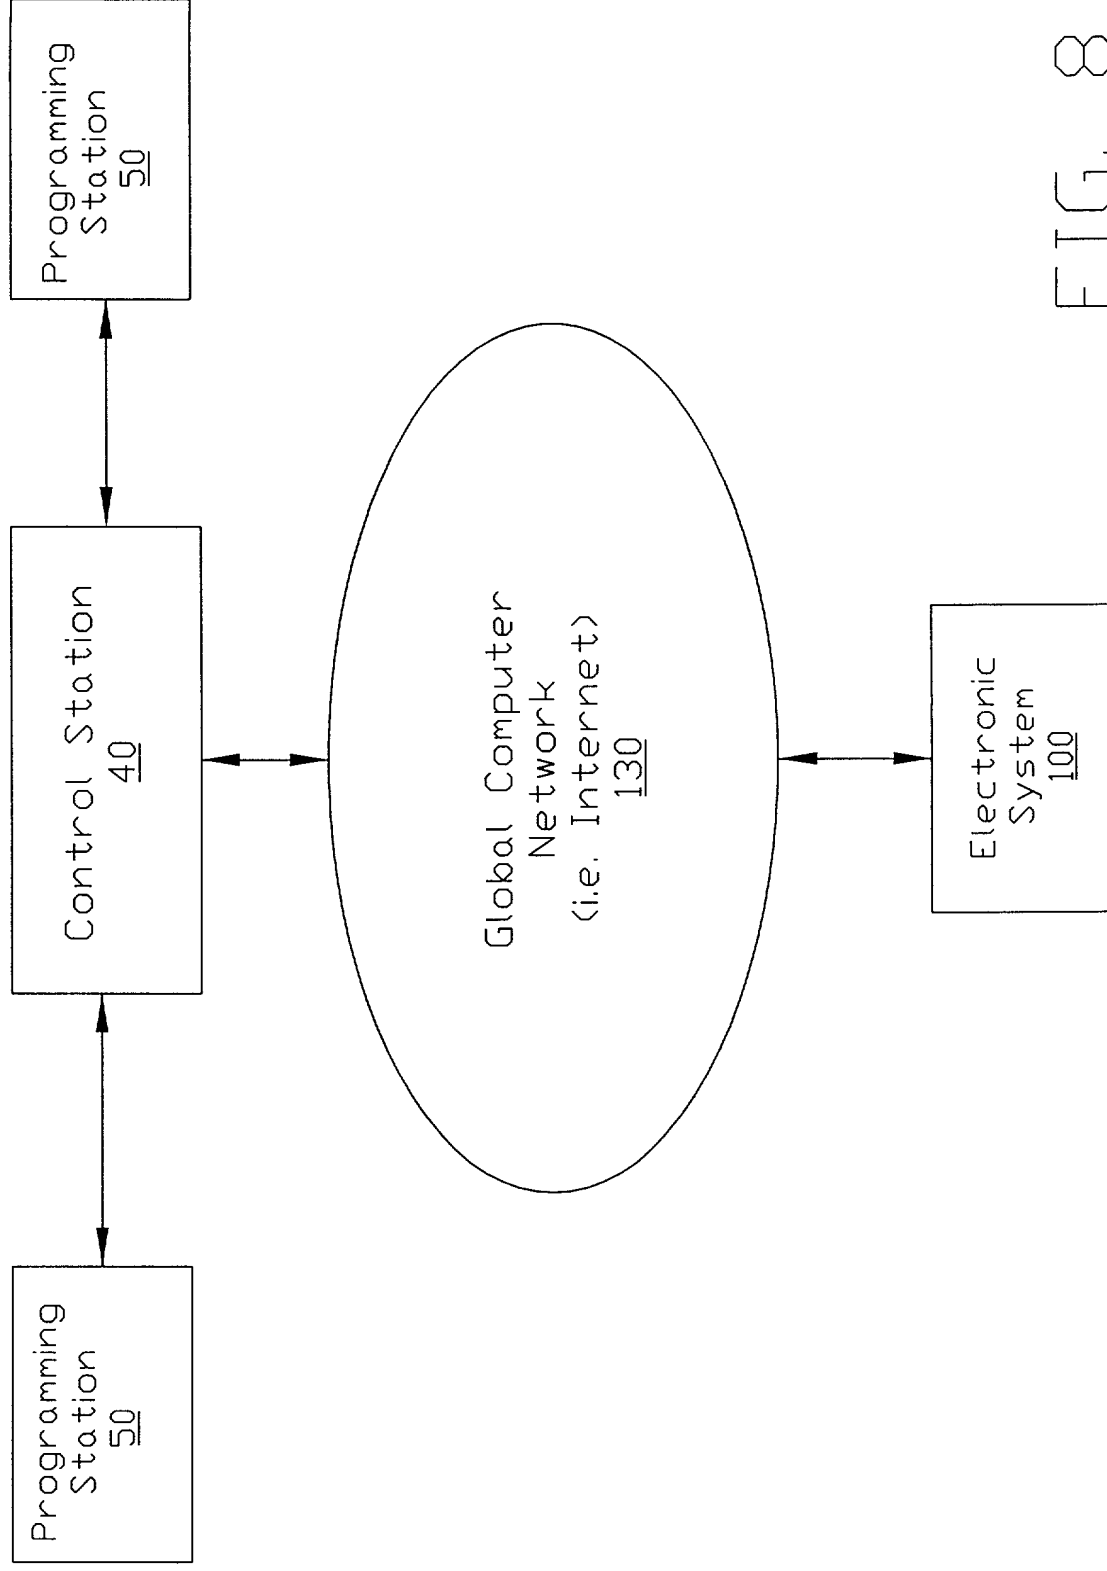 Programming
Station
50
Control Station
40
Programming
Station
50
Global Computer
Network
(i.e. Internet)
130
Electronic
System
100
FIG. 8